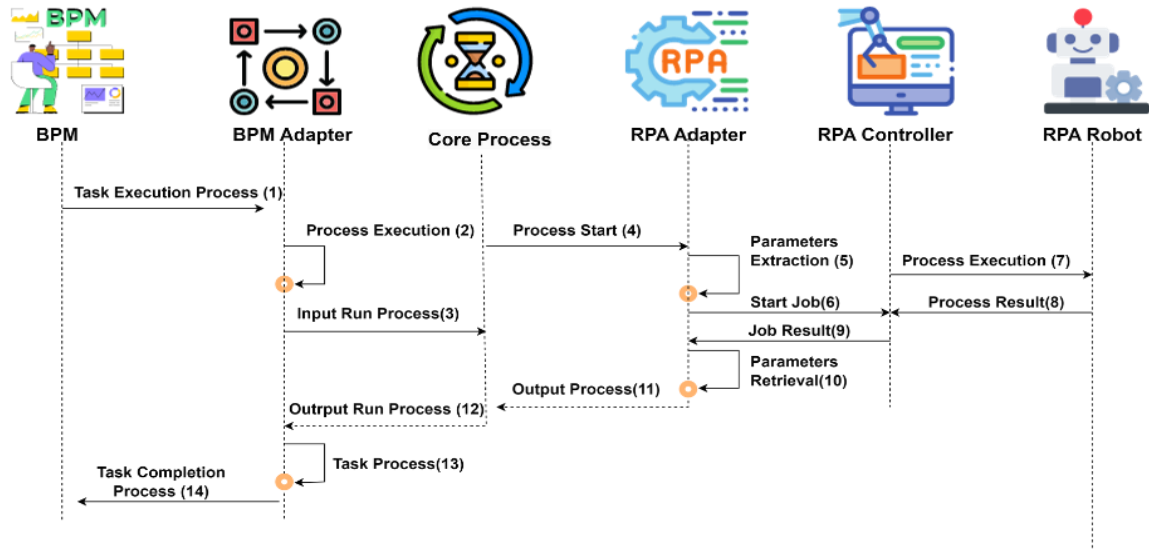 BPM
RPA
BPM
BPM Adapter
Core Process
RPA Adapter
RPA Controller
RPA Robot
Task Execution Process (1)
Process Execution (2)
Process Start (4)
Parameters
Extraction (5)
Process Execution (7)
Input Run Process(3)
Start Job(6)
Process Result(8)
Job Result(9)
Parameters
Retrieval(10)
Output Process(11)
Outrput Run Process (12)
Task Process(13)
Task Completion
Process (14)